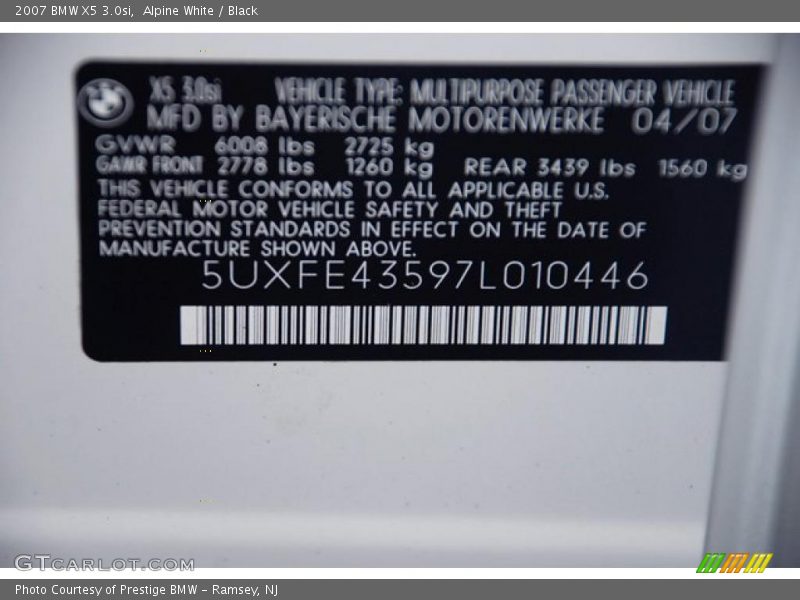 2007 BMW X5 3.0si,  Alpine White / Black
X5 3.0si VEHICLE TYPE: MULTIPURPOSE PASSENGER VEHICLE
MFD BY BAYERISCHE MOTORENWERKE 04/07
GVWR 6008 lbs 2725 kg
GAWR FRONT 2778 lbs 1260 kg REAR 3439 lbs 1560 kg
THIS VEHICLE CONFORMS TO ALL APPLICABLE U.S.
FEDERAL MOTOR VEHICLE SAFETY AND THEFT
PREVENTION STANDARDS IN EFFECT ON THE DATE OF
MANUFACTURE SHOWN ABOVE.
5UXFE43597L010446
GTCARLOT.COM
Photo Courtesy of Prestige BMW - Ramsey, NJ